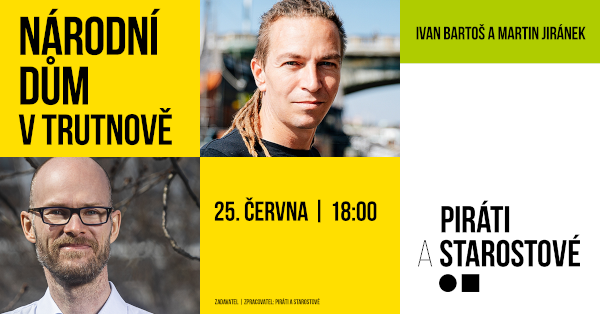 NÁRODNÍ
DŮM
V TRUTNOVĚ
IVAN BARTOŠ A MARTIN JIRÁNEK
25. ČERVNA | 18:00
ZADAVATEL | ZPRACOVATEL: PIRÁTI A STAROSTOVÉ
PIRÁTI
A STAROSTOVÉ